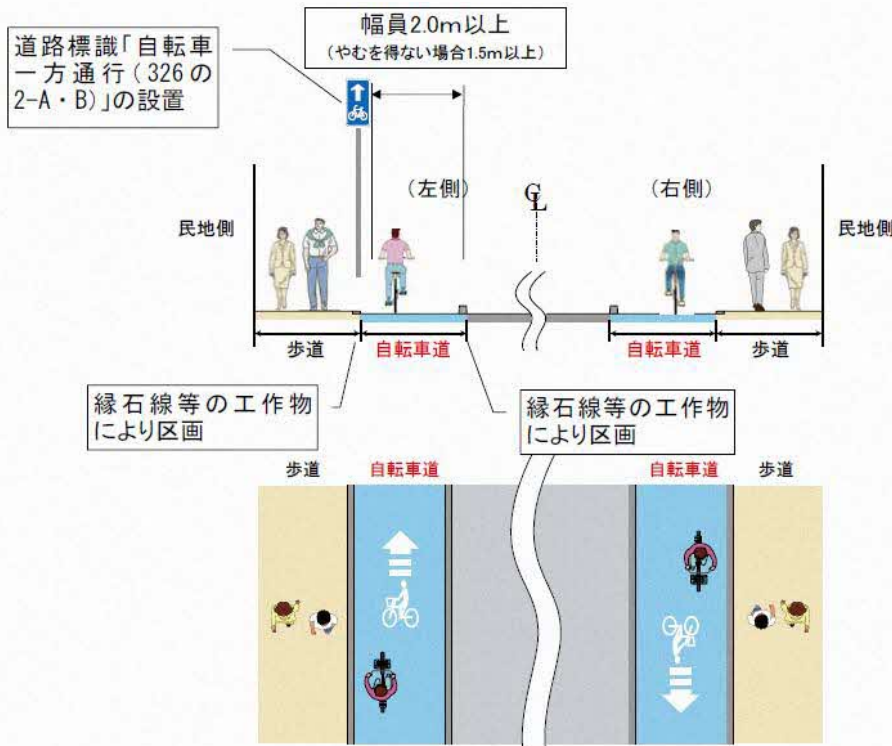 道路標識「自転車
一方通行(326の
2-A・B)」の設置
幅員2.0m以上
(やむを得ない場合1.5m以上)
(左側)
CL
(右側)
民地側
民地側
歩道
自転車道
自転車道
歩道
縁石線等の工作物
により区画
縁石線等の工作物
により区画
歩道
自転車道
自転車道
歩道